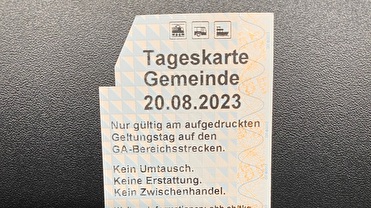 Tageskarte
Gemeinde
20.08.2023
Nur gültig am aufgedruckten
Geltungstag auf den
GA-Bereichsstrecken.
Kein Umtausch.
Keine Erstattung.
Kein Zwischenhandel.